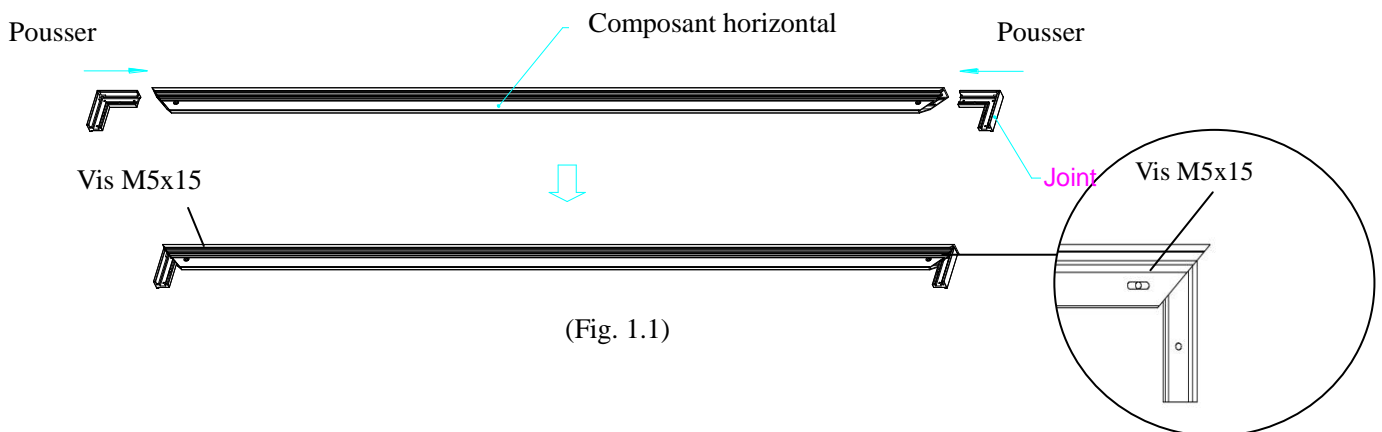 Composant horizontal
Pousser
Pousser
Vis M5x15
Joint
Vis M5x15
(Fig. 1.1)